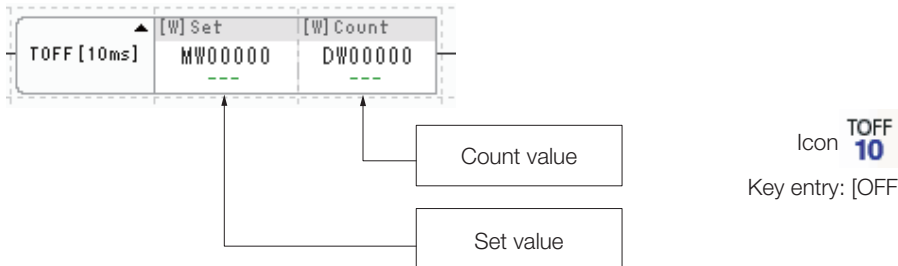 [W]Set [W]Count
TOFF[10ms] MW00000 DW00000
--- ---
Count value
Icon TOFF 10
Key entry: [OFF
Set value